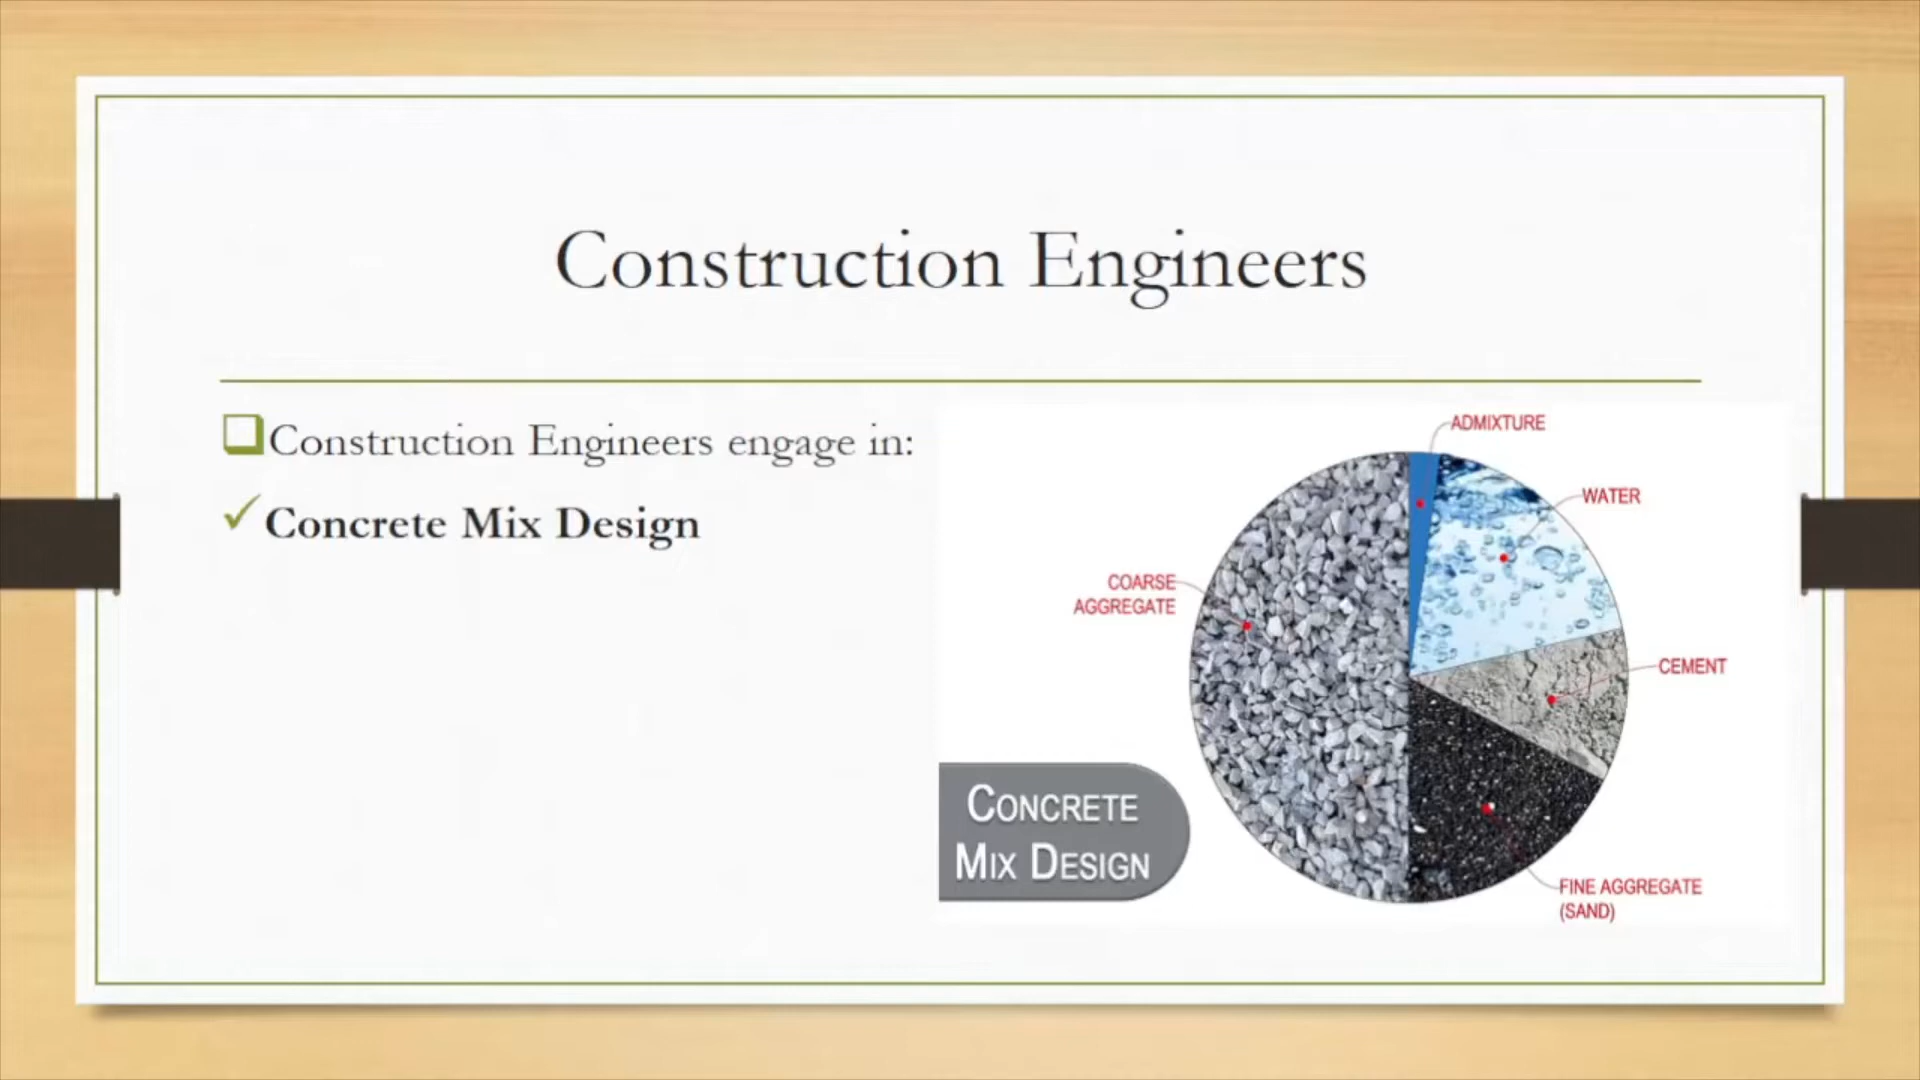 Construction Engineers
Construction Engineers engage in:
Concrete Mix Design
ADMIXTURE
WATER
COARSE
AGGREGATE
CEMENT
CONCRETE
MIX DESIGN
FINE AGGREGATE
(SAND)